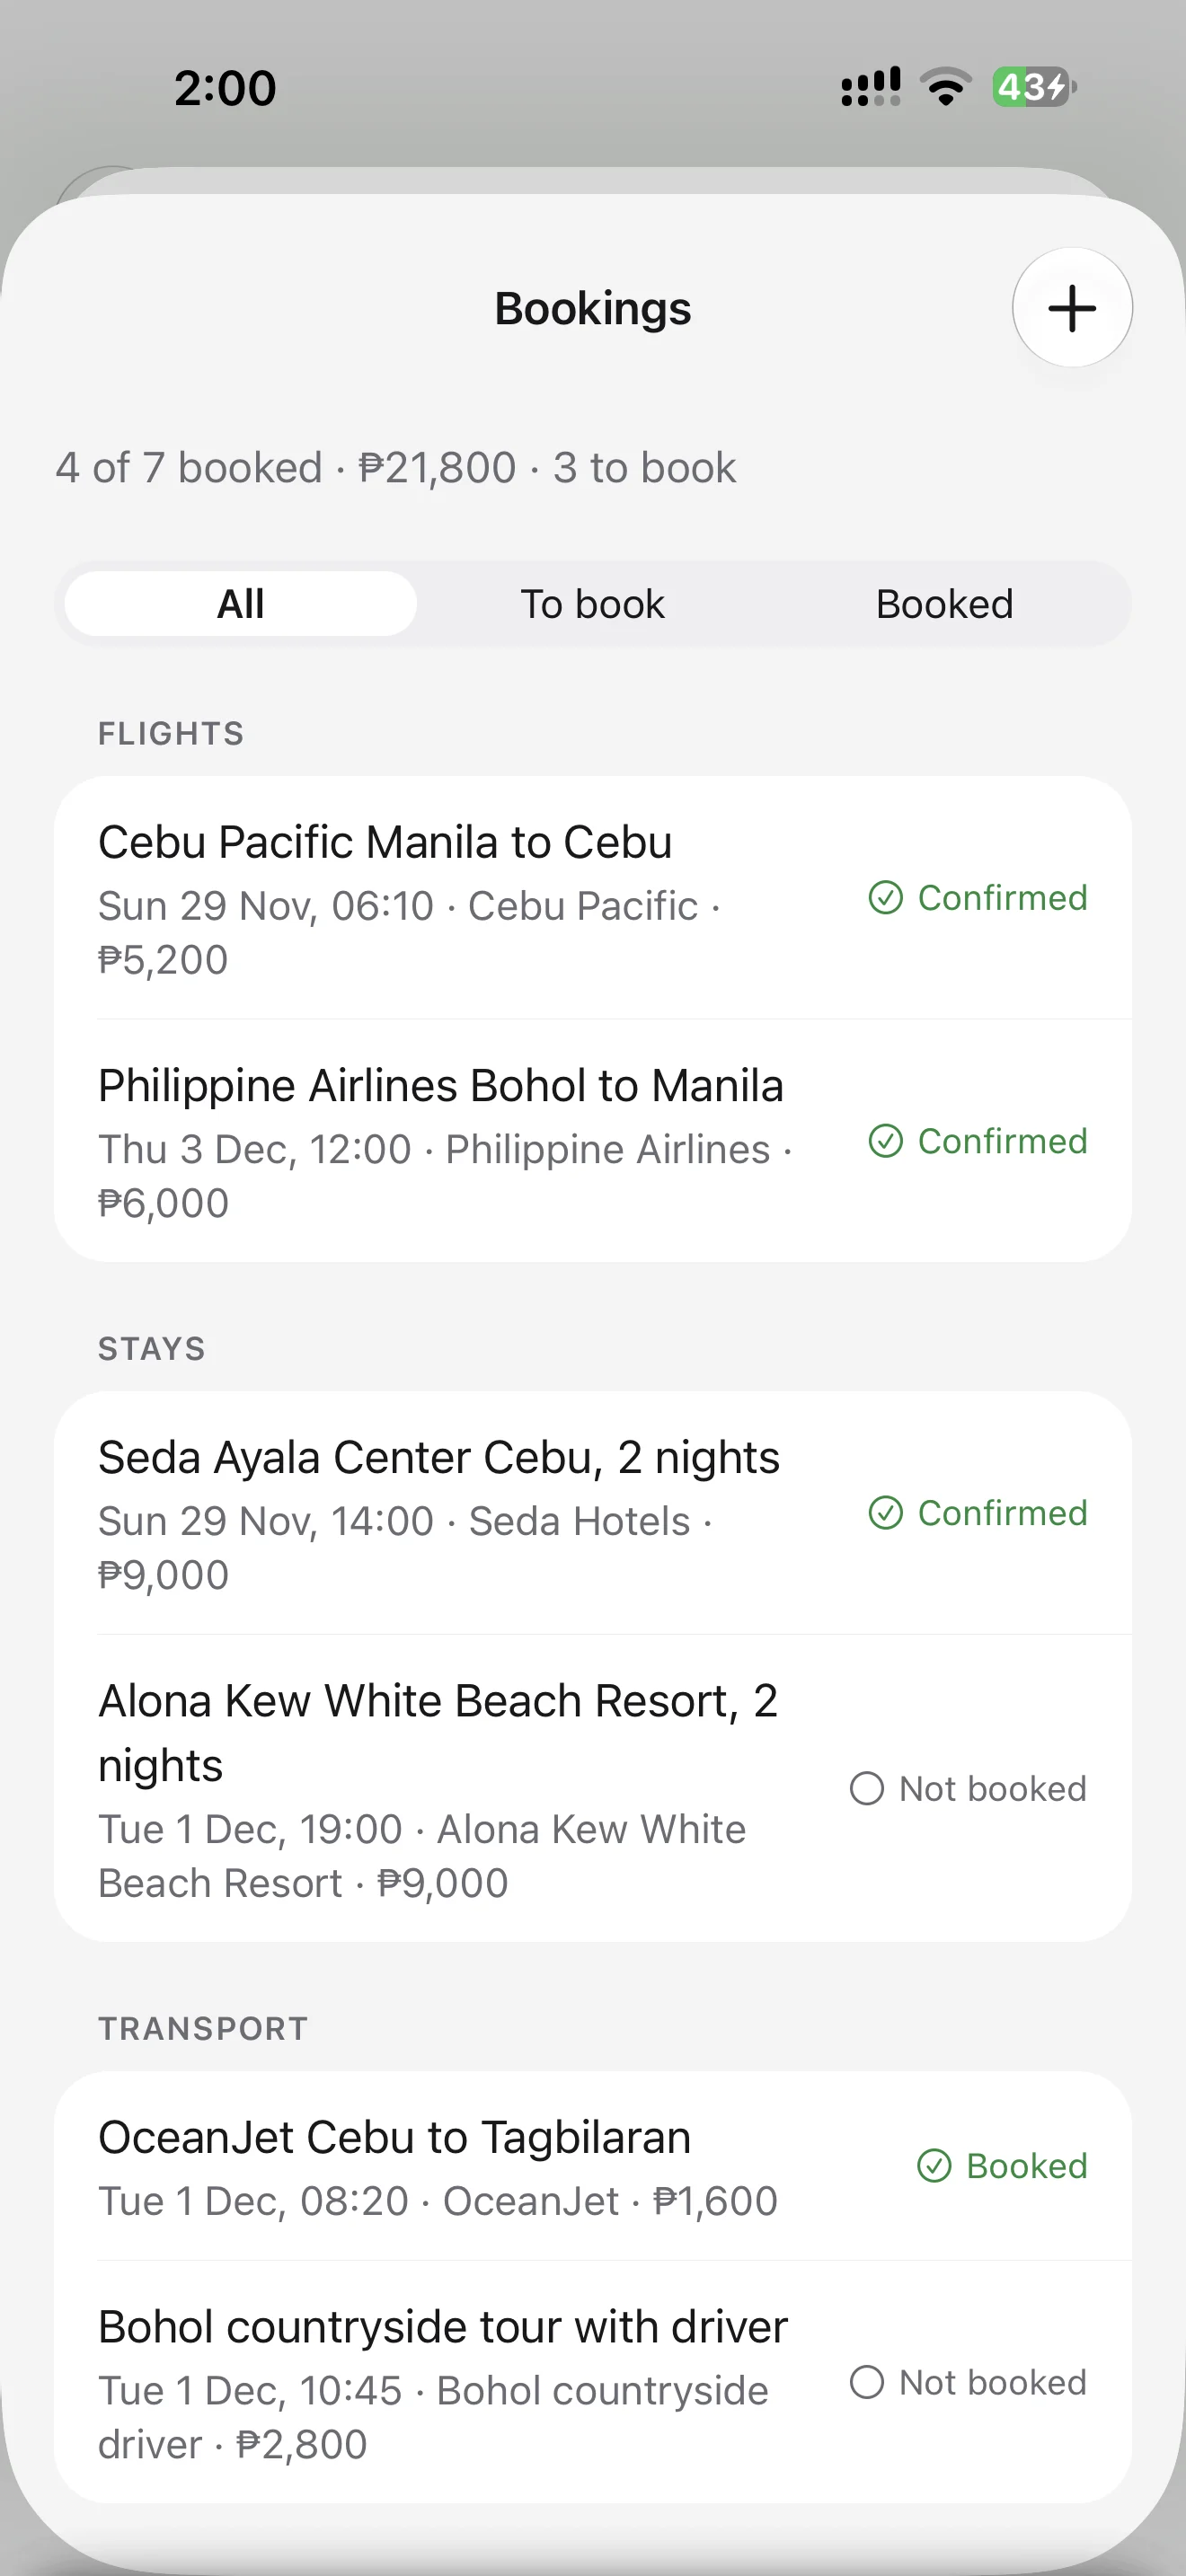 2:00
43
Bookings
4 of 7 booked · ₱21,800 · 3 to book
All
To book
Booked
FLIGHTS
Cebu Pacific Manila to Cebu
Sun 29 Nov, 06:10 · Cebu Pacific ·
₱5,200
Confirmed
Philippine Airlines Bohol to Manila
Thu 3 Dec, 12:00 · Philippine Airlines ·
₱6,000
Confirmed
STAYS
Seda Ayala Center Cebu, 2 nights
Sun 29 Nov, 14:00 · Seda Hotels ·
₱9,000
Confirmed
Alona Kew White Beach Resort, 2
nights
Tue 1 Dec, 19:00 · Alona Kew White
Beach Resort · ₱9,000
Not booked
TRANSPORT
OceanJet Cebu to Tagbilaran
Tue 1 Dec, 08:20 · OceanJet · ₱1,600
Booked
Bohol countryside tour with driver
Tue 1 Dec, 10:45 · Bohol countryside
driver · ₱2,800
Not booked